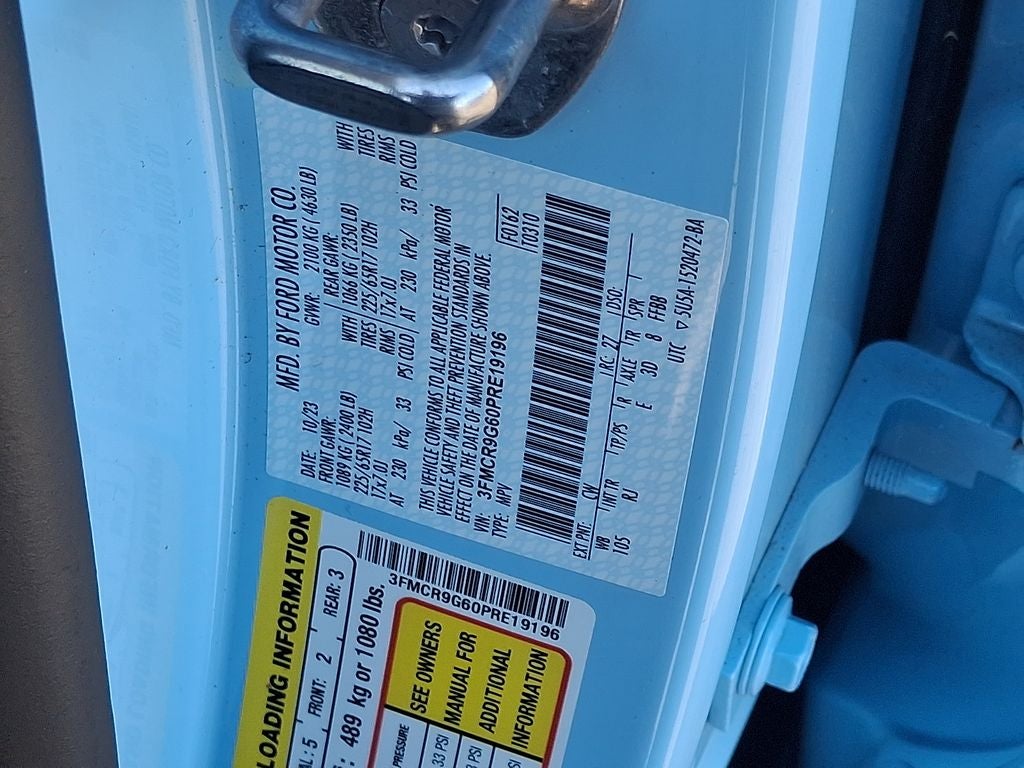 MFD. BY FORD MOTOR CO.
DATE: 10/23 GVWR: 2100 KG ( 4630 LB)
FRONT GAWR: REAR GAWR:
1089 KG ( 2400 LB) WITH 1066 KG ( 2350 LB) WITH
225/65R17 102H TIRES 225/65R17 102H TIRES
17x7.0J RIMS 17x7.0J RIMS
AT 230 kPa/ 33 PSI COLD AT 230 kPa/ 33 PSI COLD
THIS VEHICLE CONFORMS TO ALL APPLICABLE FEDERAL MOTOR
VEHICLE SAFETY AND THEFT PREVENTION STANDARDS IN
EFFECT ON THE DATE OF MANUFACTURE SHOWN ABOVE.
VIN: 3FMCR9G60PRE19196
TYPE: MPV
F0162
T0310
EXT PNT: RC: 27 DSO:
WB INT TR TP/PS R AXLE TR SPR
105 RJ E 3D 8 FFBB
UTC ▽ 5U5A-1520472-BA
LOADING INFORMATION
AL: 5 FRONT: 2 REAR: 3
: 489 kg or 1080 lbs.
3FMCR9G60PRE19196
PRESSURE
33 PSI
PSI
SEE OWNERS
MANUAL FOR
ADDITIONAL
INFORMATION